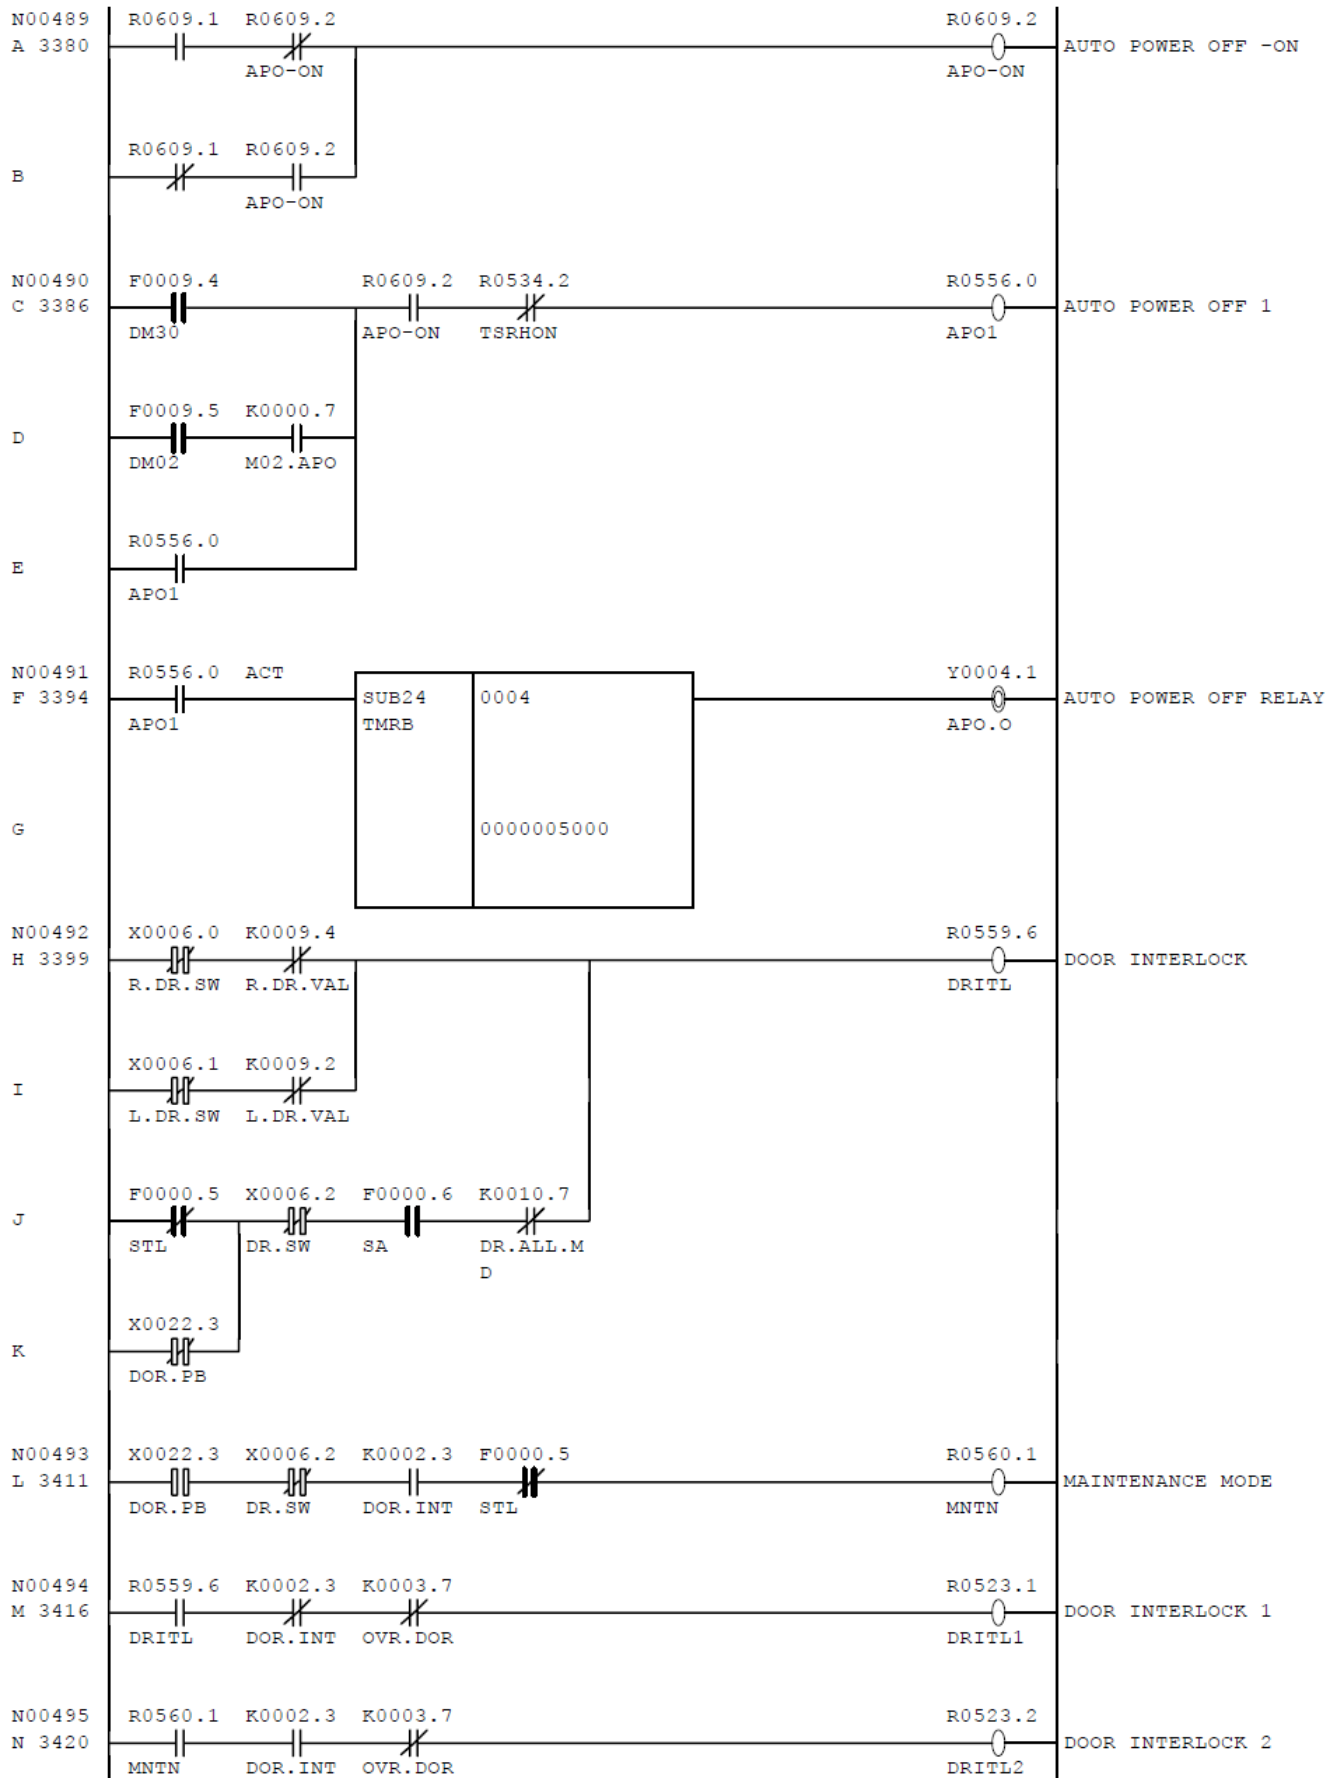 N00489 R0609.1 R0609.2 R0609.2
A 3380 AUTO POWER OFF -ON
APO-ON APO-ON
R0609.1 R0609.2
B
APO-ON
N00490 F0009.4 R0609.2 R0534.2 R0556.0
C 3386 AUTO POWER OFF 1
DM30 APO-ON TSRHON APO1
F0009.5 K0000.7
D
DM02 M02.APO
R0556.0
E
APO1
N00491 R0556.0 ACT Y0004.1
F 3394 SUB24 0004 AUTO POWER OFF RELAY
APO1 TMRB APO.O
G 0000005000
N00492 X0006.0 K0009.4 R0559.6
H 3399 DOOR INTERLOCK
R.DR.SW R.DR.VAL DRITL
X0006.1 K0009.2
I
L.DR.SW L.DR.VAL
F0000.5 X0006.2 F0000.6 K0010.7
J
STL DR.SW SA DR.ALL.M
D
X0022.3
K
DOR.PB
N00493 X0022.3 X0006.2 K0002.3 F0000.5 R0560.1
L 3411 MAINTENANCE MODE
DOR.PB DR.SW DOR.INT STL MNTN
N00494 R0559.6 K0002.3 K0003.7 R0523.1
M 3416 DOOR INTERLOCK 1
DRITL DOR.INT OVR.DOR DRITL1
N00495 R0560.1 K0002.3 K0003.7 R0523.2
N 3420 DOOR INTERLOCK 2
MNTN DOR.INT OVR.DOR DRITL2